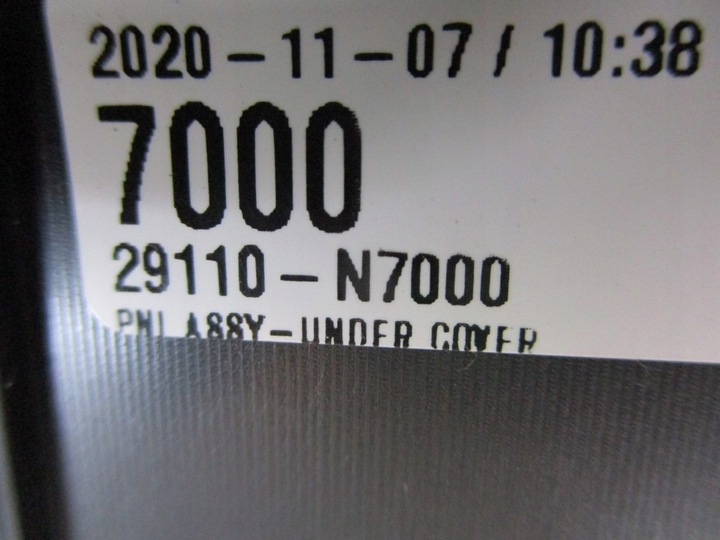 2020-11-07 / 10:38
7000
29110-N7000
PNL ASSY-UNDER COVER